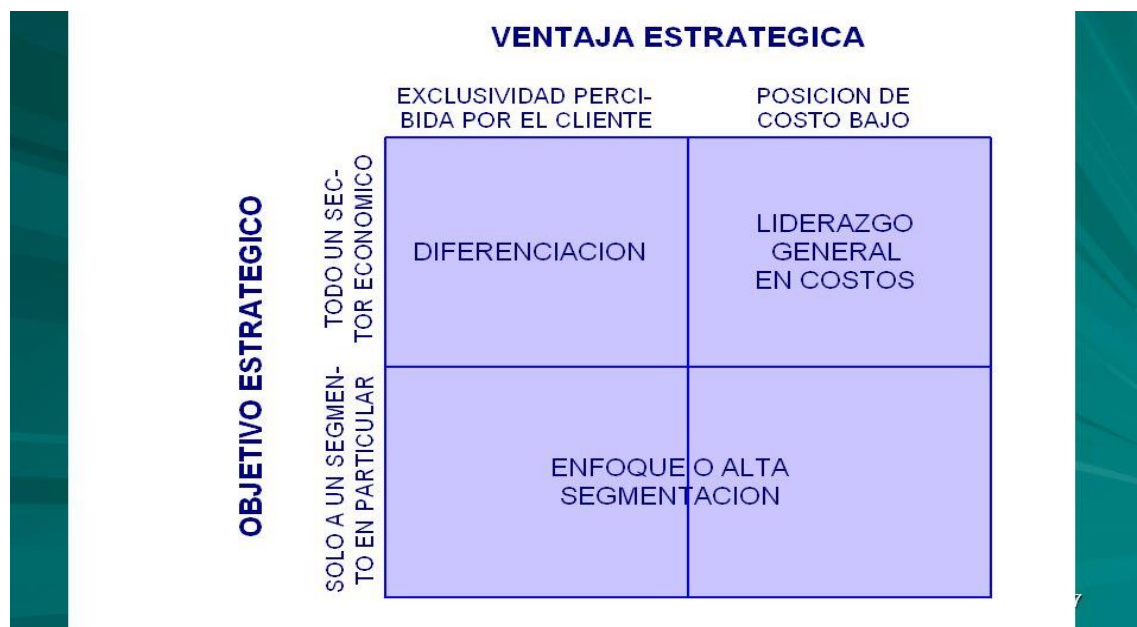 VENTAJA ESTRATEGICA
EXCLUSIVIDAD PERCI-
BIDA POR EL CLIENTE
POSICION DE
COSTO BAJO
OBJETIVO ESTRATEGICO
TODO UN SEC-
TOR ECONOMICO
DIFERENCIACION
LIDERAZGO
GENERAL
EN COSTOS
SOLO A UN SEGMEN-
TO EN PARTICULAR
ENFOQUE O ALTA
SEGMENTACION
7